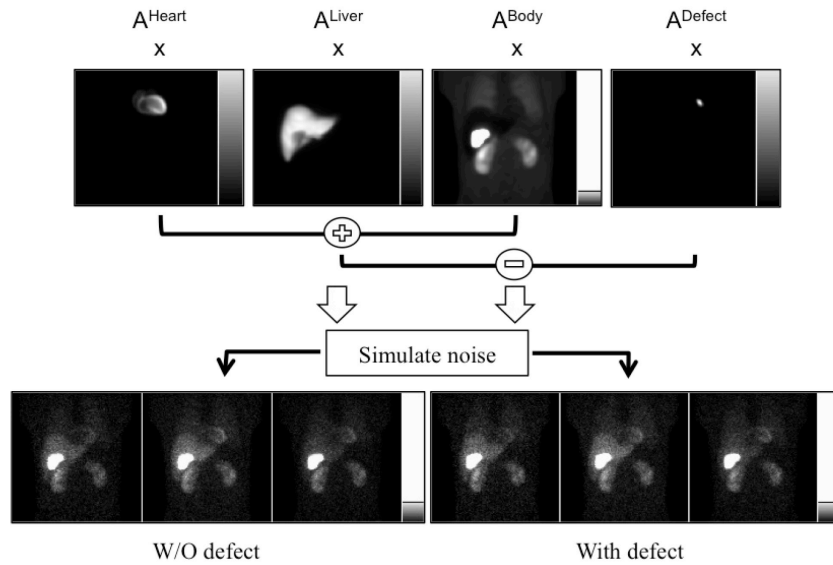 A^Heart A^Liver A^Body A^Defect
x x x x
Simulate noise
W/O defect With defect